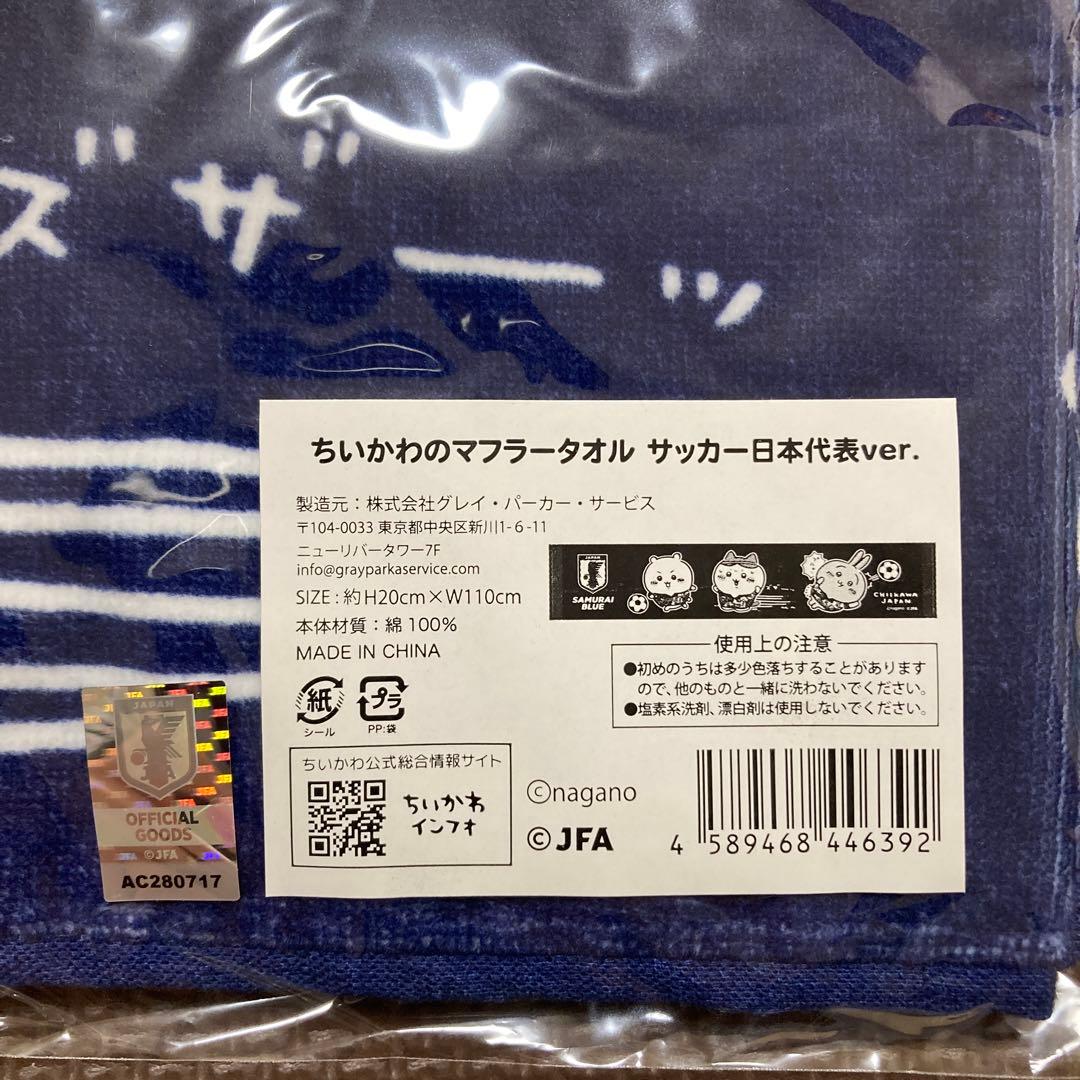 ズザーッ
ちいかわのマフラータオル サッカー日本代表ver.
製造元：株式会社グレイ・パーカー・サービス
〒104-0033 東京都中央区新川1-6-11
ニューリバータワー7F
info@grayparkaservice.com
SIZE：約H20cm×W110cm
本体材質：綿 100%
MADE IN CHINA
JAPAN
SAMURAI
BLUE
CHIIKAWA
JAPAN
使用上の注意
●初めのうちは多少色落ちすることがあります
ので、他のものと一緒に洗わないでください。
●塩素系洗剤、漂白剤は使用しないでください。
紙
シール
プラ
PP:袋
ちいかわ公式総合情報サイト
ちいかわ
インフォ
©nagano
©JFA
4 589468 446392
JAPAN
JFA
OFFICIAL
GOODS
©JFA
AC280717